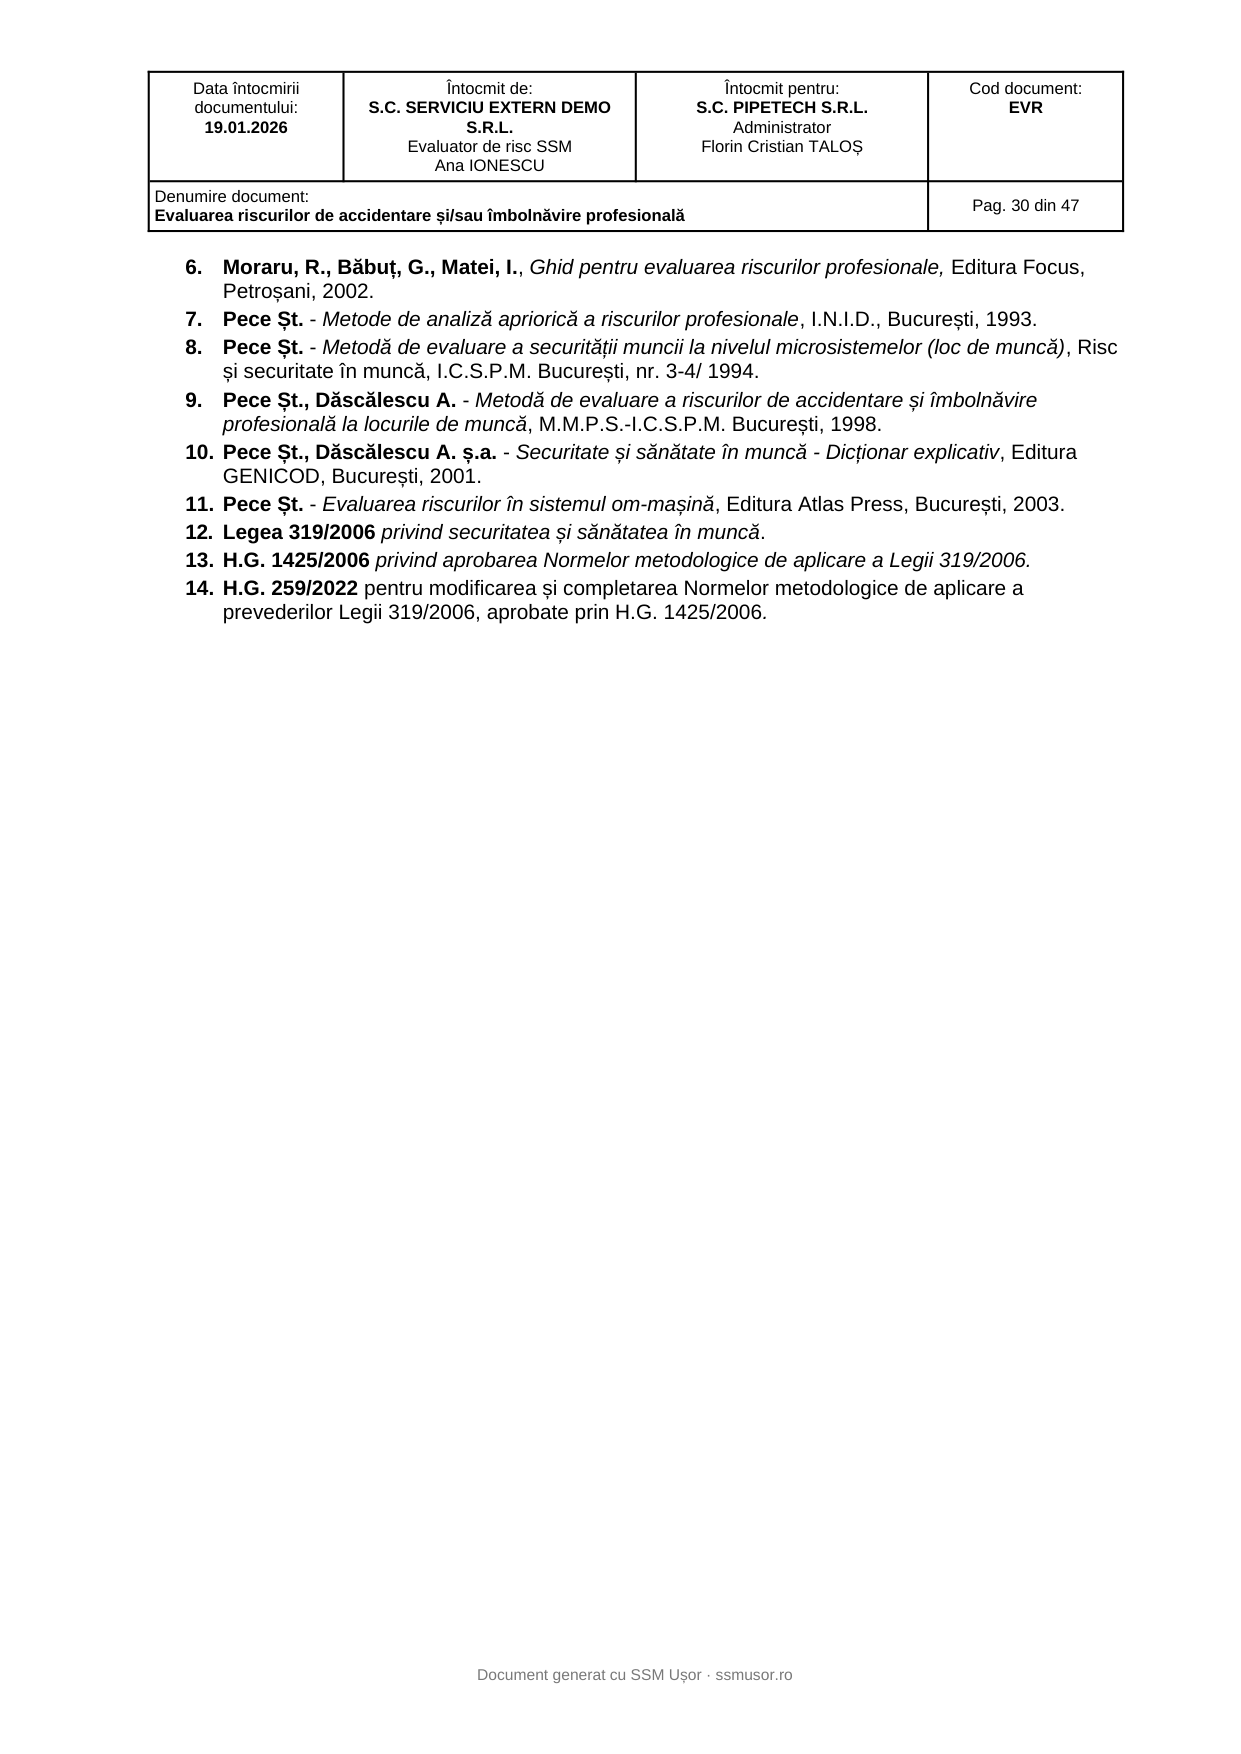 Data întocmirii
documentului:
19.01.2026
Întocmit de:
S.C. SERVICIU EXTERN DEMO
S.R.L.
Evaluator de risc SSM
Ana IONESCU
Întocmit pentru:
S.C. PIPETECH S.R.L.
Administrator
Florin Cristian TALOȘ
Cod document:
EVR
Denumire document:
Evaluarea riscurilor de accidentare și/sau îmbolnăvire profesională
Pag. 30 din 47
6. Moraru, R., Băbuț, G., Matei, I., Ghid pentru evaluarea riscurilor profesionale, Editura Focus,
Petroșani, 2002.
7. Pece Șt. - Metode de analiză apriorică a riscurilor profesionale, I.N.I.D., București, 1993.
8. Pece Șt. - Metodă de evaluare a securității muncii la nivelul microsistemelor (loc de muncă), Risc
și securitate în muncă, I.C.S.P.M. București, nr. 3-4/ 1994.
9. Pece Șt., Dăscălescu A. - Metodă de evaluare a riscurilor de accidentare și îmbolnăvire
profesională la locurile de muncă, M.M.P.S.-I.C.S.P.M. București, 1998.
10. Pece Șt., Dăscălescu A. ș.a. - Securitate și sănătate în muncă - Dicționar explicativ, Editura
GENICOD, București, 2001.
11. Pece Șt. - Evaluarea riscurilor în sistemul om-mașină, Editura Atlas Press, București, 2003.
12. Legea 319/2006 privind securitatea și sănătatea în muncă.
13. H.G. 1425/2006 privind aprobarea Normelor metodologice de aplicare a Legii 319/2006.
14. H.G. 259/2022 pentru modificarea și completarea Normelor metodologice de aplicare a
prevederilor Legii 319/2006, aprobate prin H.G. 1425/2006.
Document generat cu SSM Ușor · ssmusor.ro